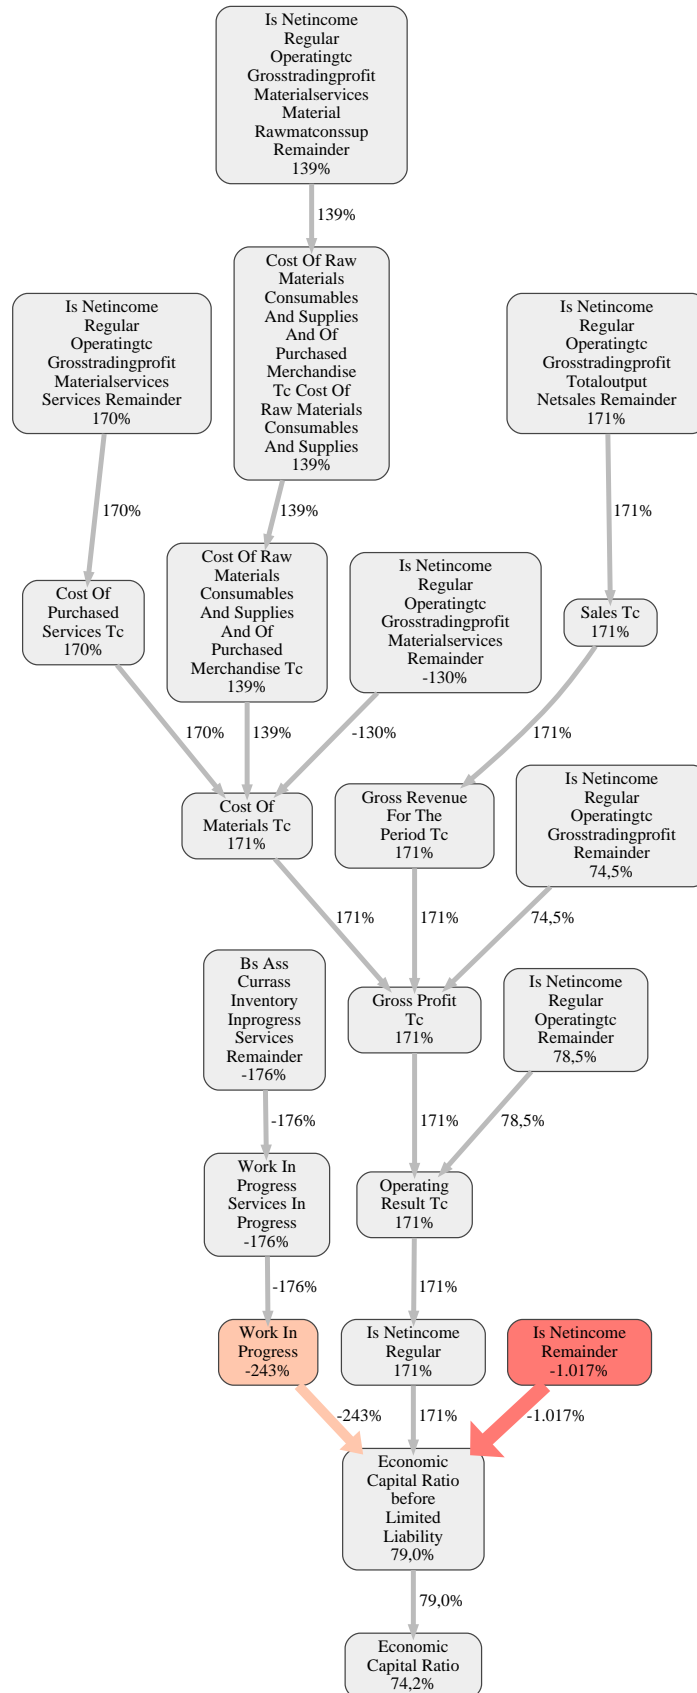 Is Netincome
Regular
Operatingtc
Grosstradingprofit
Materialservices
Material
Rawmatconssup
Remainder
139%
139%
Cost Of Raw
Materials
Consumables
And Supplies
And Of
Purchased
Merchandise
Tc Cost Of
Raw Materials
Consumables
And Supplies
139%
Is Netincome
Regular
Operatingtc
Grosstradingprofit
Materialservices
Services Remainder
170%
Is Netincome
Regular
Operatingtc
Grosstradingprofit
Totaloutput
Netsales Remainder
171%
170%
139%
171%
Cost Of
Purchased
Services Tc
170%
Cost Of Raw
Materials
Consumables
And Supplies
And Of
Purchased
Merchandise Tc
139%
Is Netincome
Regular
Operatingtc
Grosstradingprofit
Materialservices
Remainder
-130%
Sales Tc
171%
170%
139%
-130%
171%
Cost Of
Materials Tc
171%
Gross Revenue
For The
Period Tc
171%
Is Netincome
Regular
Operatingtc
Grosstradingprofit
Remainder
74,5%
171%
171%
74,5%
Bs Ass
Currass
Inventory
Inprogress
Services
Remainder
-176%
Gross Profit
Tc
171%
Is Netincome
Regular
Operatingtc
Remainder
78,5%
-176%
171%
78,5%
Work In
Progress
Services In
Progress
-176%
Operating
Result Tc
171%
-176%
171%
Work In
Progress
-243%
Is Netincome
Regular
171%
Is Netincome
Remainder
-1.017%
-243%
171%
-1.017%
Economic
Capital Ratio
before
Limited
Liability
79,0%
79,0%
Economic
Capital Ratio
74,2%